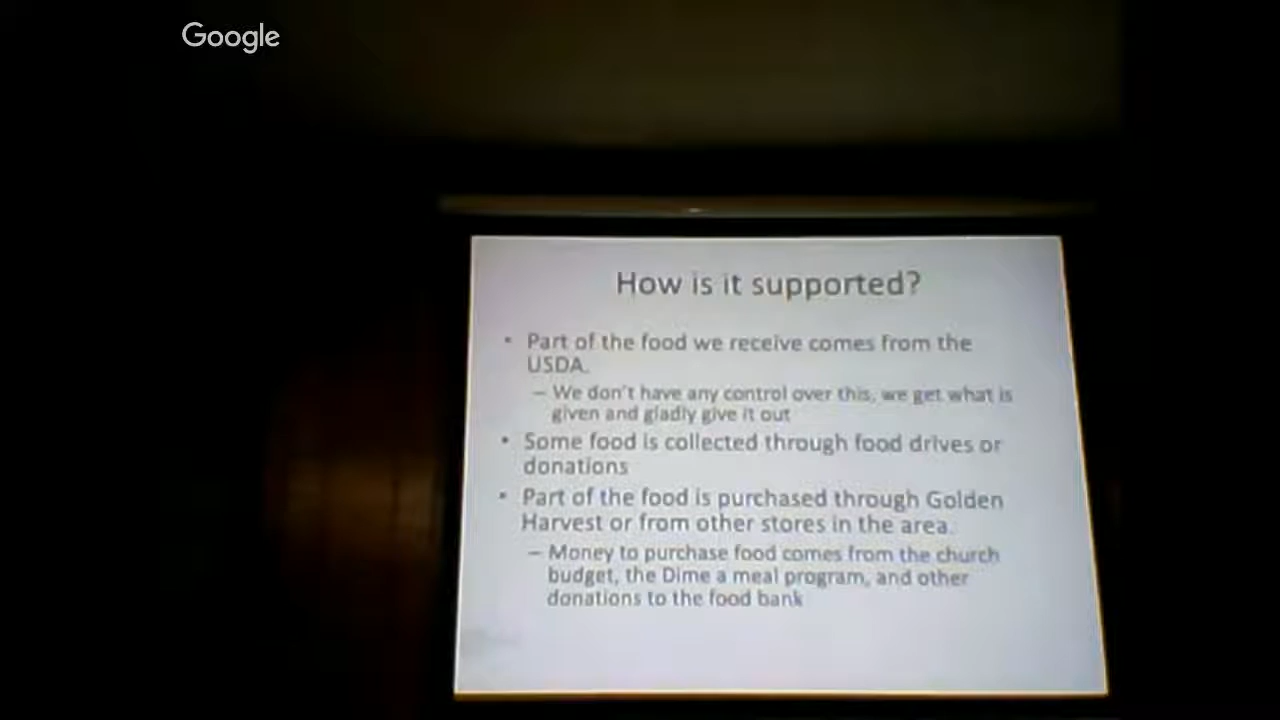 Google
How is it supported?
• Part of the food we receive comes from the
USDA.
– We don't have any control over this, we get what is
given and gladly give it out
• Some food is collected through food drives or
donations
• Part of the food is purchased through Golden
Harvest or from other stores in the area.
– Money to purchase food comes from the church
budget, the Dime a meal program, and other
donations to the food bank